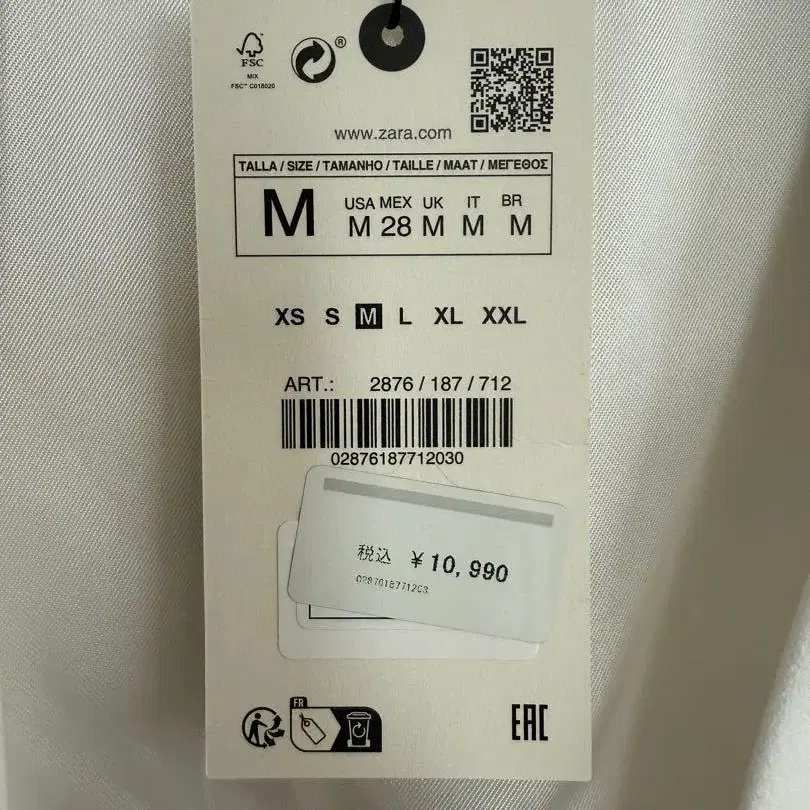 FSC
MIX
FSC™ C018020
®
www.zara.com
TALLA / SIZE / TAMANHO / TAILLE / MAAT / ΜΕΓΕΘΟΣ
M
USA MEX UK IT BR
M 28 M M M
XS S M L XL XXL
ART.: 2876 / 187 / 712
02876187712030
税込 ¥10,990
FR
EAC